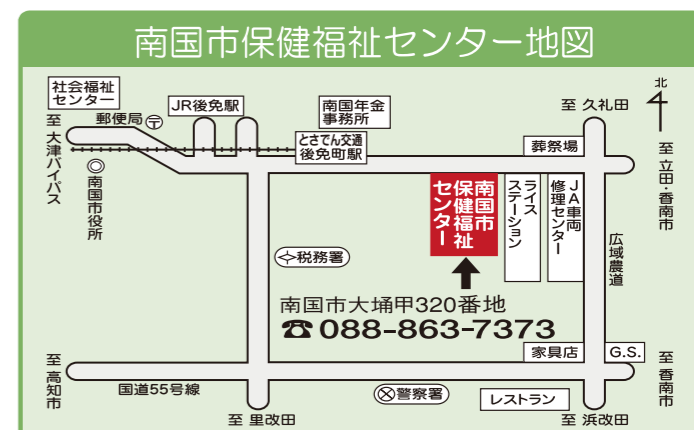 南国市保健福祉センター地図
社会福祉
センター
郵便局
JR後免駅
南国年金
事務所
とさでん交通
後免町駅
至 久礼田
北
葬祭場
至 大津バイパス
南国市役所
南国市
保健福祉
センター
ライス
ステーション
JA車両
修理センター
至 立田・香南市
広域農道
税務署
南国市大埇甲320番地
☎088-863-7373
家具店
G.S.
至 高知市
国道55号線
警察署
レストラン
至 香南市
至 里改田
至 浜改田